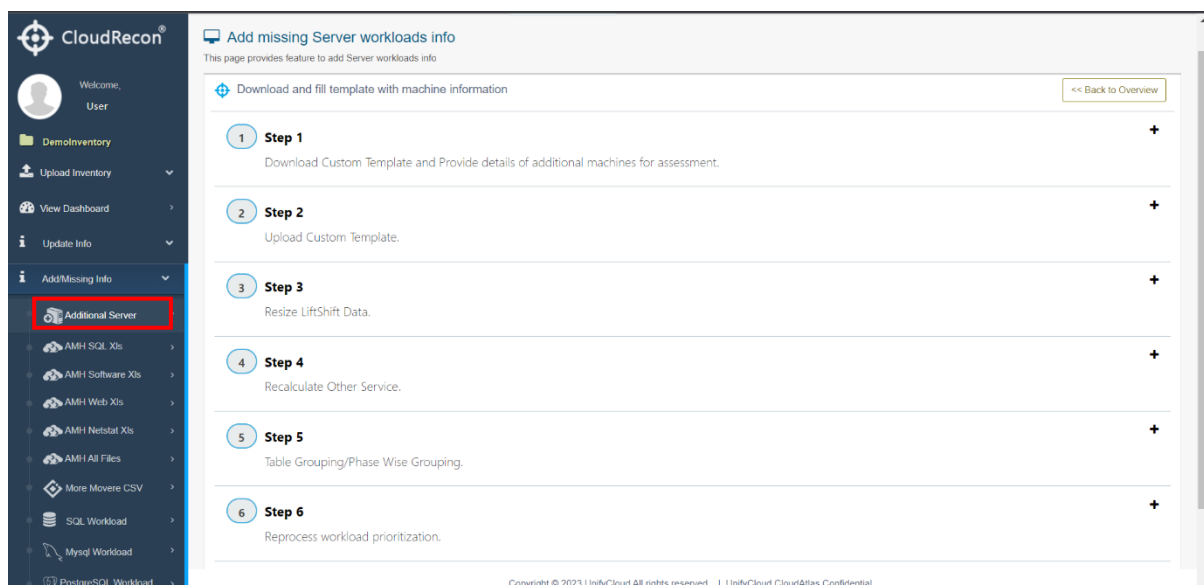 CloudRecon®
Welcome,
User
DemoInventory
Upload Inventory
View Dashboard
Update Info
Add/Missing Info
Additional Server
AMH SQL Xls
AMH Software Xls
AMH Web Xls
AMH Netstat Xls
AMH All Files
More Movere CSV
SQL Workload
Mysql Workload
PostgreSQL Workload
Add missing Server workloads info
This page provides feature to add Server workloads info
Download and fill template with machine information
<< Back to Overview
1 Step 1
Download Custom Template and Provide details of additional machines for assessment.
2 Step 2
Upload Custom Template.
3 Step 3
Resize LiftShift Data.
4 Step 4
Recalculate Other Service.
5 Step 5
Table Grouping/Phase Wise Grouping.
6 Step 6
Reprocess workload prioritization.
Copyright © 2023 UnifyCloud All rights reserved. | UnifyCloud CloudAtlas Confidential